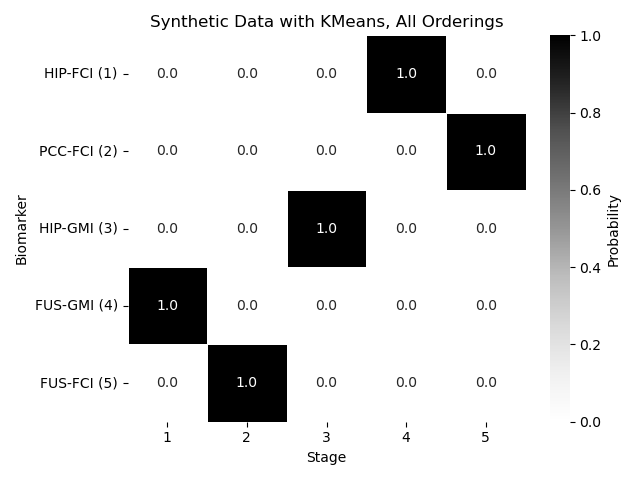 Synthetic Data with KMeans, All Orderings
HIP-FCI (1) 0.0 0.0 0.0 1.0 0.0
PCC-FCI (2) 0.0 0.0 0.0 0.0 1.0
HIP-GMI (3) 0.0 0.0 1.0 0.0 0.0
FUS-GMI (4) 1.0 0.0 0.0 0.0 0.0
FUS-FCI (5) 0.0 1.0 0.0 0.0 0.0
1 2 3 4 5
Stage
Biomarker
1.0
0.8
0.6
0.4
0.2
0.0
Probability